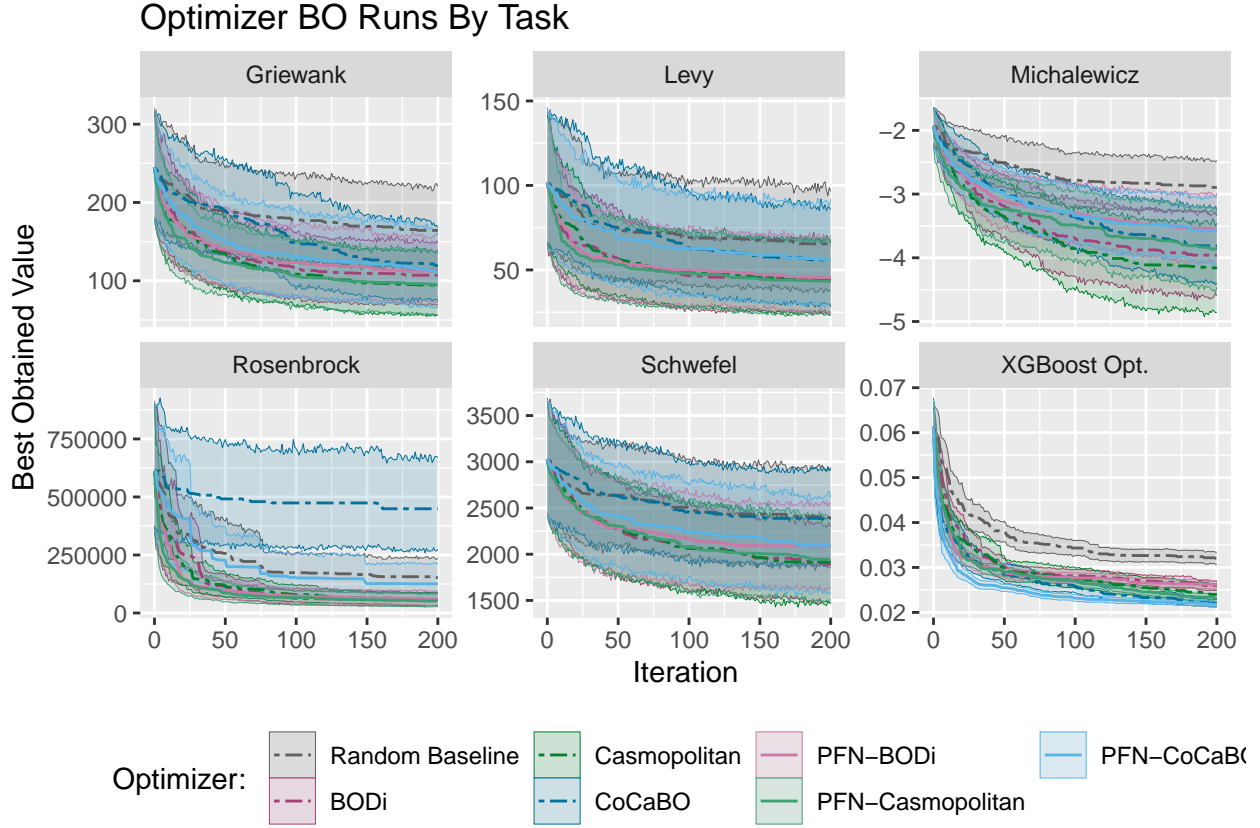 Optimizer BO Runs By Task
Griewank
Levy
Michalewicz
300
200
100
150
100
50
−2
−3
−4
−5
Best Obtained Value
Rosenbrock
Schwefel
XGBoost Opt.
750000
500000
250000
0
3500
3000
2500
2000
1500
0.07
0.06
0.05
0.04
0.03
0.02
0 50 100 150 200
0 50 100 150 200
0 50 100 150 200
Iteration
Optimizer:
Random Baseline
Casmopolitan
PFN−BODi
PFN−CoCaBO
BODi
CoCaBO
PFN−Casmopolitan